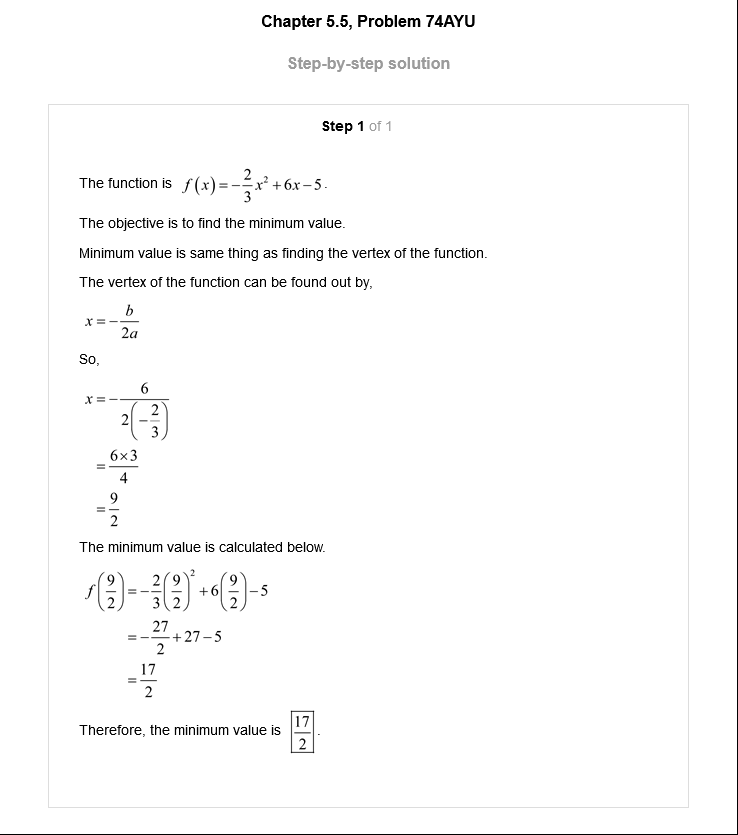 Chapter 5.5, Problem 74AYU
Step-by-step solution
Step 1 of 1
The function is f(x) = -\frac{2}{3}x^2 + 6x - 5.
The objective is to find the minimum value.
Minimum value is same thing as finding the vertex of the function.
The vertex of the function can be found out by,
x = -\frac{b}{2a}
So,
x = -\frac{6}{2\left(-\frac{2}{3}\right)}
= \frac{6×3}{4}
= \frac{9}{2}
The minimum value is calculated below.
f\left(\frac{9}{2}\right) = -\frac{2}{3}\left(\frac{9}{2}\right)^2 + 6\left(\frac{9}{2}\right) - 5
= -\frac{27}{2} + 27 - 5
= \frac{17}{2}
Therefore, the minimum value is \boxed{\frac{17}{2}}.